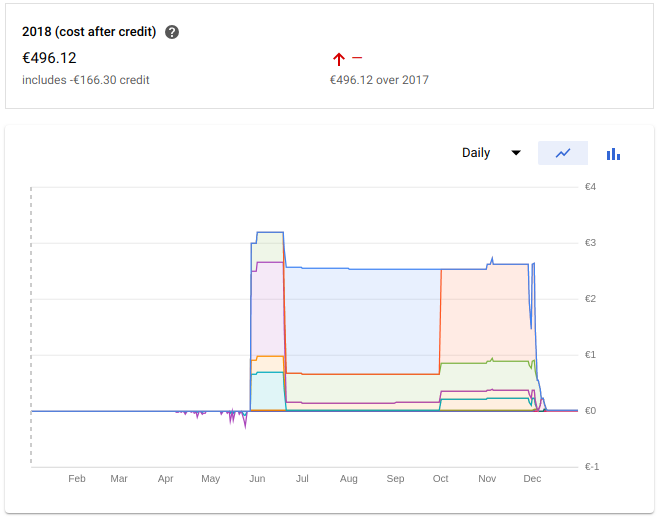 2018 (cost after credit) ?
€496.12
–
includes -€166.30 credit
€496.12 over 2017
Daily
€4
€3
€2
€1
€0
€-1
Feb Mar Apr May Jun Jul Aug Sep Oct Nov Dec